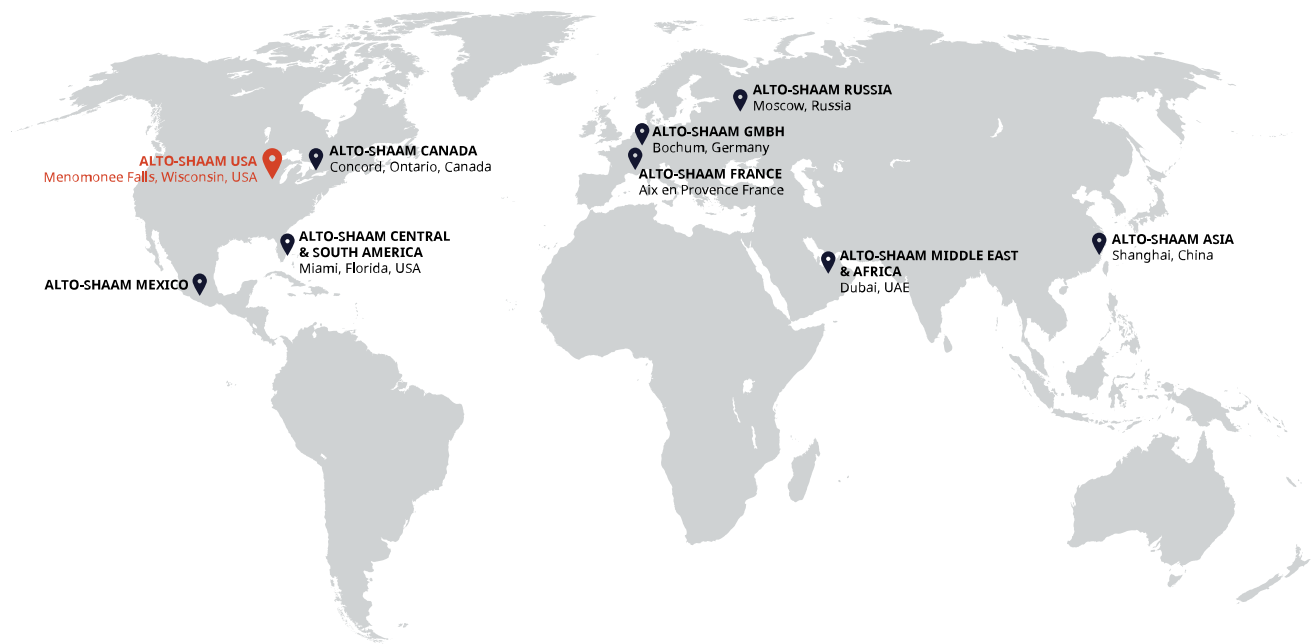 ALTO-SHAAM RUSSIA
Moscow, Russia
ALTO-SHAAM GMBH
Bochum, Germany
ALTO-SHAAM CANADA
Concord, Ontario, Canada
ALTO-SHAAM USA
Menomonee Falls, Wisconsin, USA
ALTO-SHAAM FRANCE
Aix en Provence France
ALTO-SHAAM CENTRAL
& SOUTH AMERICA
Miami, Florida, USA
ALTO-SHAAM ASIA
Shanghai, China
ALTO-SHAAM MIDDLE EAST
& AFRICA
Dubai, UAE
ALTO-SHAAM MEXICO